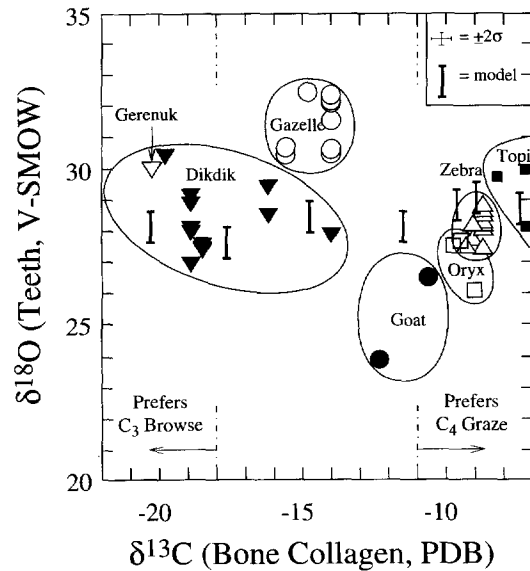 = ±2σ
= model
Gerenuk
Gazelle
Dikdik
Zebra
Topi
Oryx
Goat
Prefers
C3 Browse
Prefers
C4 Graze
35
30
25
20
-20
-15
-10
δ18O (Teeth, V-SMOW)
δ13C (Bone Collagen, PDB)